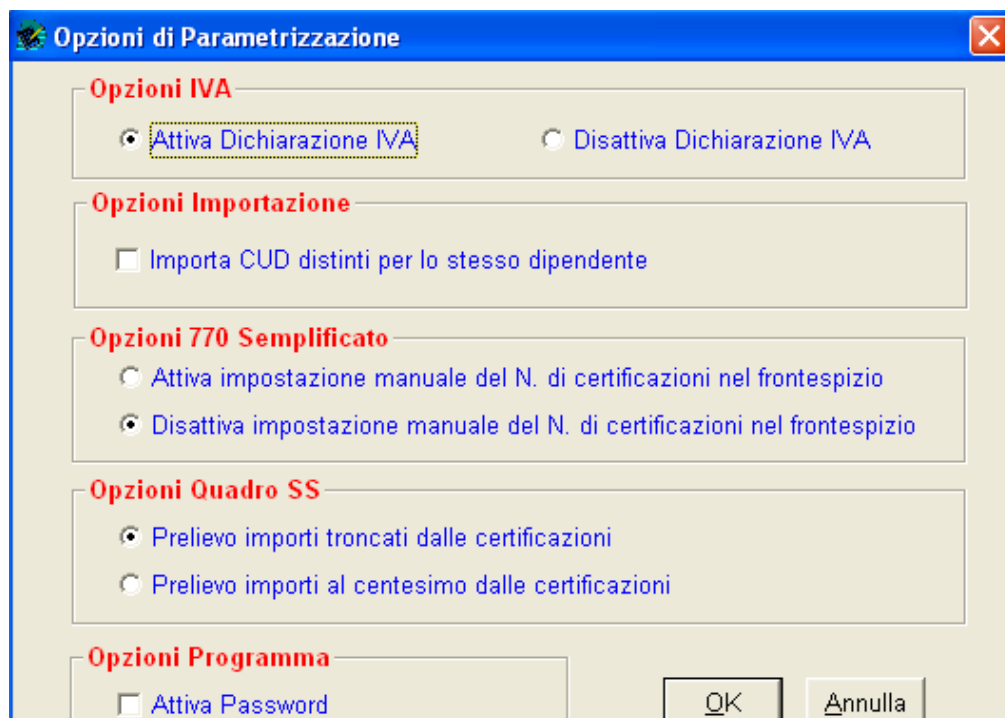 Opzioni di Parametrizzazione
Opzioni IVA
Attiva Dichiarazione IVA Disattiva Dichiarazione IVA
Opzioni Importazione
Importa CUD distinti per lo stesso dipendente
Opzioni 770 Semplificato
Attiva impostazione manuale del N. di certificazioni nel frontespizio
Disattiva impostazione manuale del N. di certificazioni nel frontespizio
Opzioni Quadro SS
Prelievo importi troncati dalle certificazioni
Prelievo importi al centesimo dalle certificazioni
Opzioni Programma
Attiva Password OK Annulla